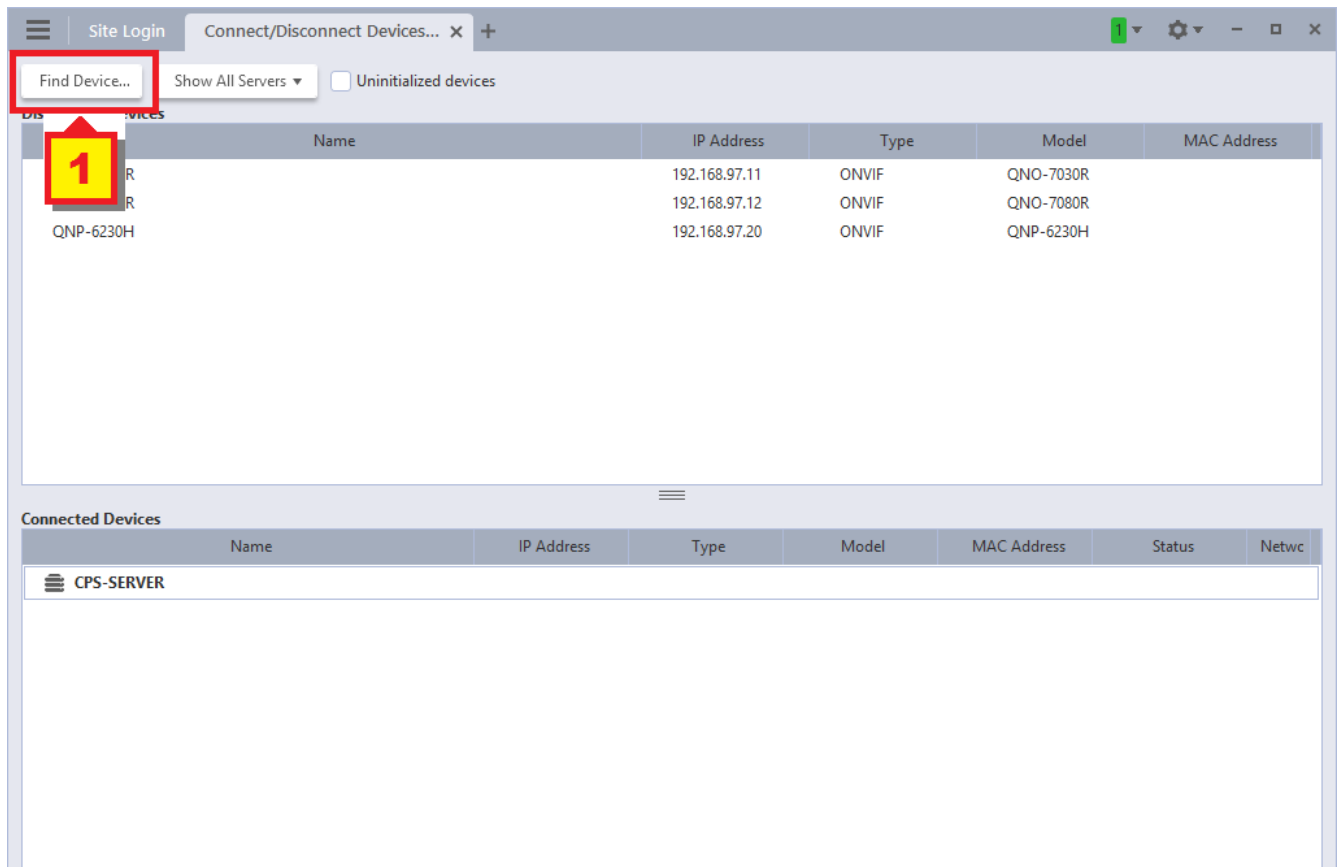 Site Login Connect/Disconnect Devices... × + 1
Find Device... Show All Servers Uninitialized devices
Name IP Address Type Model MAC Address
1
R 192.168.97.11 ONVIF QNO-7030R
R 192.168.97.12 ONVIF QNO-7080R
QNP-6230H 192.168.97.20 ONVIF QNP-6230H
Connected Devices
Name IP Address Type Model MAC Address Status Netwc
CPS-SERVER